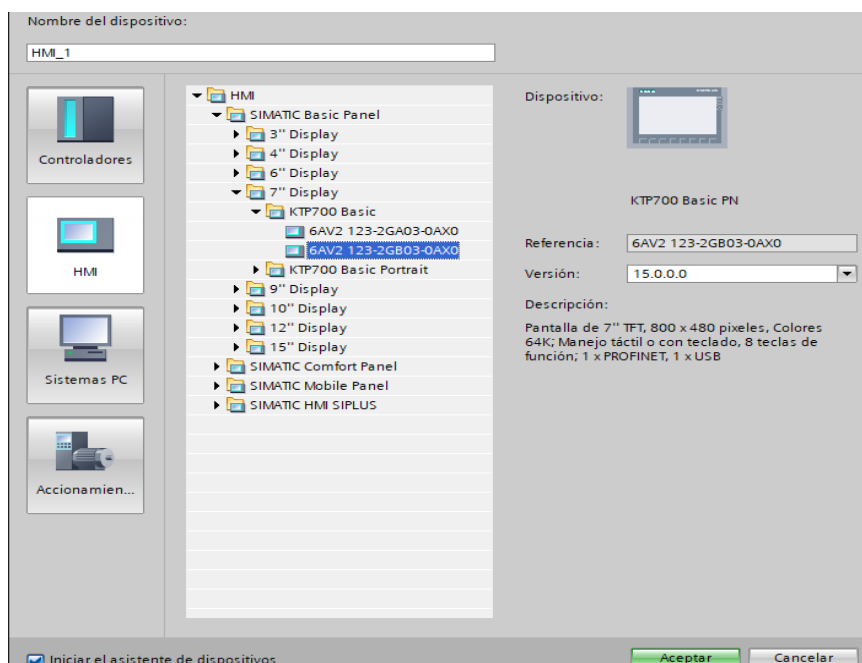 Nombre del dispositivo:
HMI_1
Controladores
HMI
Sistemas PC
Accionamien...
HMI
SIMATIC Basic Panel
3'' Display
4'' Display
6'' Display
7'' Display
KTP700 Basic
6AV2 123-2GA03-0AX0
6AV2 123-2GB03-0AX0
KTP700 Basic Portrait
9'' Display
10'' Display
12'' Display
15'' Display
SIMATIC Comfort Panel
SIMATIC Mobile Panel
SIMATIC HMI SIPLUS
Dispositivo:
KTP700 Basic PN
Referencia: 6AV2 123-2GB03-0AX0
Versión: 15.0.0.0
Descripción:
Pantalla de 7'' TFT, 800 x 480 pixeles, Colores
64K; Manejo táctil o con teclado, 8 teclas de
función; 1 x PROFINET, 1 x USB
Iniciar el asistente de dispositivos
Aceptar Cancelar